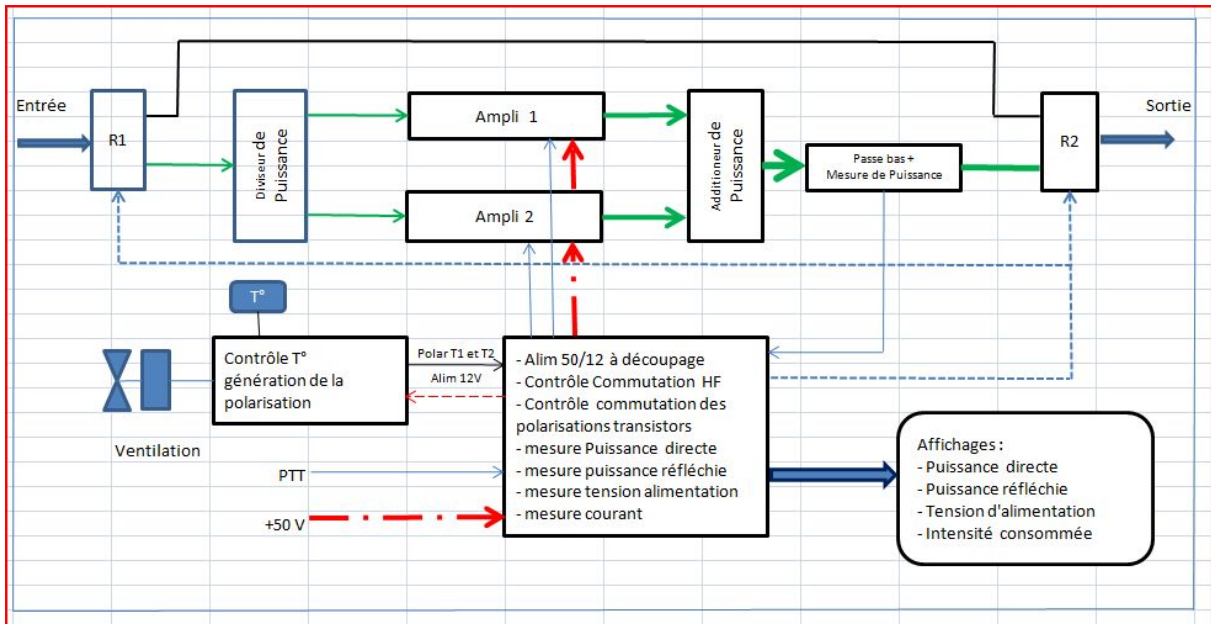 Entrée
R1
Diviseur de
Puissance
Ampli 1
Ampli 2
Additioneur de
Puissance
Passe bas +
Mesure de Puissance
R2
Sortie
T°
Contrôle T°
génération de la
polarisation
Polar T1 et T2
Alim 12V
Ventilation
PTT
+50 V
- Alim 50/12 à découpage
- Contrôle Commutation HF
- Contrôle commutation des
polarisations transistors
- mesure Puissance directe
- mesure puissance réfléchie
- mesure tension alimentation
- mesure courant
Affichages :
- Puissance directe
- Puissance réfléchie
- Tension d'alimentation
- Intensité consommée